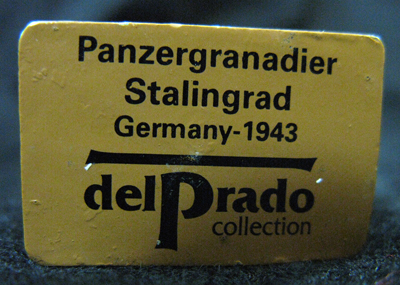 Panzergranadier
Stalingrad
Germany-1943
delPrado
collection